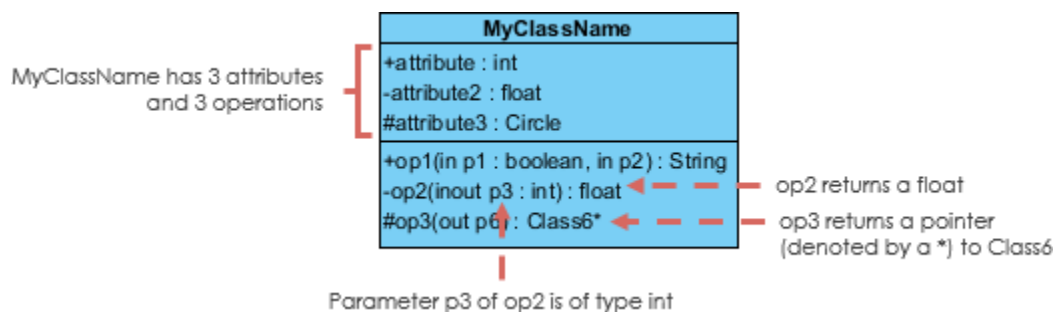 MyClassName
MyClassName has 3 attributes
and 3 operations
+attribute : int
-attribute2 : float
#attribute3 : Circle
+op1(in p1 : boolean, in p2) : String
-op2(inout p3 : int) : float
#op3(out p6) : Class6*
op2 returns a float
op3 returns a pointer
(denoted by a *) to Class6
Parameter p3 of op2 is of type int